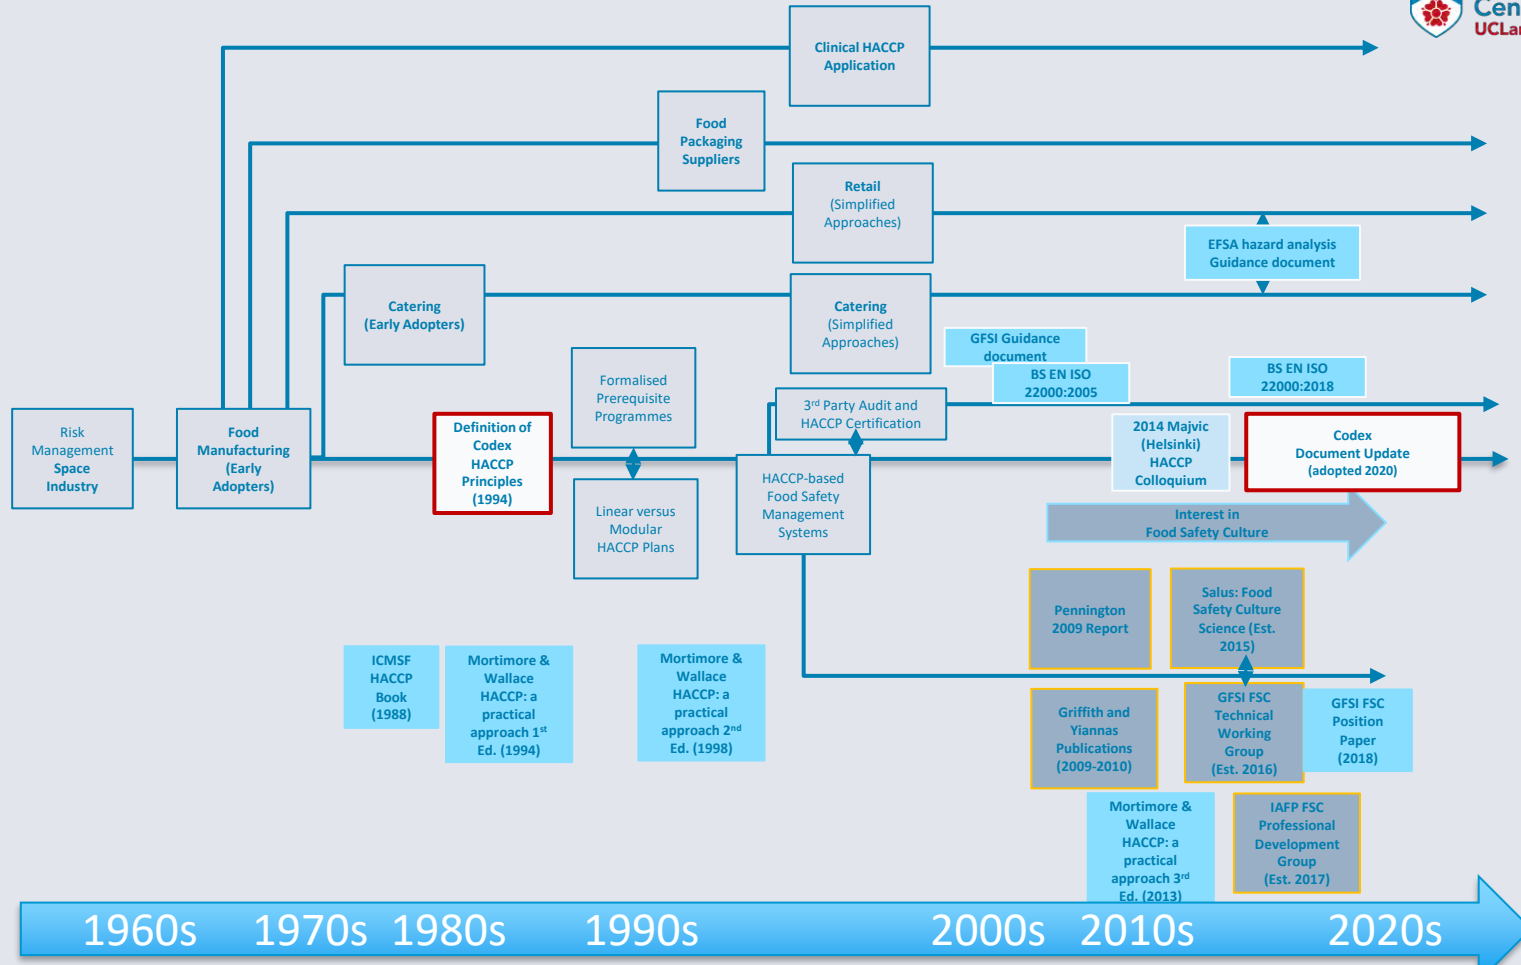 Cen
UCLan
Clinical HACCP
Application
Food
Packaging
Suppliers
Retail
(Simplified
Approaches)
EFSA hazard analysis
Guidance document
Catering
(Early Adopters)
Catering
(Simplified
Approaches)
GFSI Guidance
document
BS EN ISO
22000:2005
BS EN ISO
22000:2018
Formalised
Prerequisite
Programmes
3rd Party Audit and
HACCP Certification
Risk
Management
Space
Industry
Food
Manufacturing
(Early
Adopters)
Definition of
Codex
HACCP
Principles
(1994)
2014 Majvic
(Helsinki)
HACCP
Colloquium
Codex
Document Update
(adopted 2020)
HACCP-based
Food Safety
Management
Systems
Linear versus
Modular
HACCP Plans
Interest in
Food Safety Culture
Pennington
2009 Report
Salus: Food
Safety Culture
Science (Est.
2015)
ICMSF
HACCP
Book
(1988)
Mortimore &
Wallace
HACCP: a
practical
approach 1st
Ed. (1994)
Mortimore &
Wallace
HACCP: a
practical
approach 2nd
Ed. (1998)
Griffith and
Yiannas
Publications
(2009-2010)
GFSI FSC
Technical
Working
Group
(Est. 2016)
GFSI FSC
Position
Paper
(2018)
Mortimore &
Wallace
HACCP: a
practical
approach 3rd
Ed. (2013)
IAFP FSC
Professional
Development
Group
(Est. 2017)
1960s 1970s 1980s 1990s 2000s 2010s 2020s